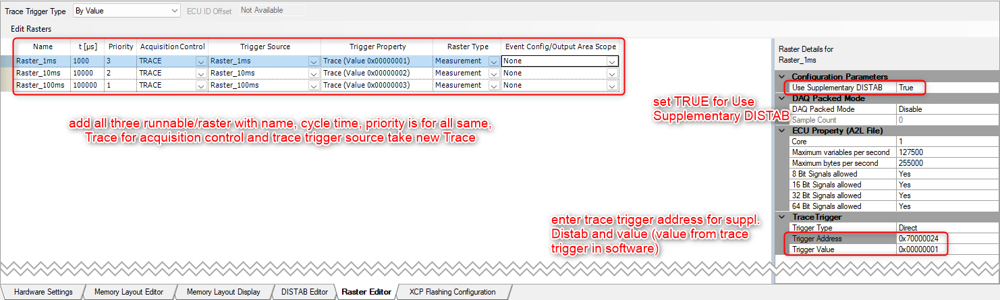 Trace Trigger Type By Value ECU ID Offset Not Available
Edit Rasters
Name t [µs] Priority Acquisition Control Trigger Source Trigger Property Raster Type Event Config/Output Area Scope
Raster_1ms 1000 3 TRACE Raster_1ms Trace (Value 0x00000001) Measurement None
Raster_10ms 10000 2 TRACE Raster_10ms Trace (Value 0x00000002) Measurement None
Raster_100ms 100000 1 TRACE Raster_100ms Trace (Value 0x00000003) Measurement None
add all three runnable/raster with name, cycle time, priority is for all same,
Trace for acquisition control and trace trigger source take new Trace
set TRUE for Use
Supplementary DISTAB
enter trace trigger address for suppl.
Distab and value (value from trace
trigger in software)
Raster Details for
Raster_1ms
Configuration Parameters
Use Supplementary DISTAB True
DAQ Packed Mode
DAQ Packed Mode Disable
Sample Count 0
ECU Property (A2L File)
Core 1
Maximum variables per second 127500
Maximum bytes per second 255000
8 Bit Signals allowed Yes
16 Bit Signals allowed Yes
32 Bit Signals allowed Yes
64 Bit Signals allowed Yes
TraceTrigger
Trigger Type Direct
Trigger Address 0x70000024
Trigger Value 0x00000001
Hardware Settings Memory Layout Editor Memory Layout Display DISTAB Editor Raster Editor XCP Flashing Configuration